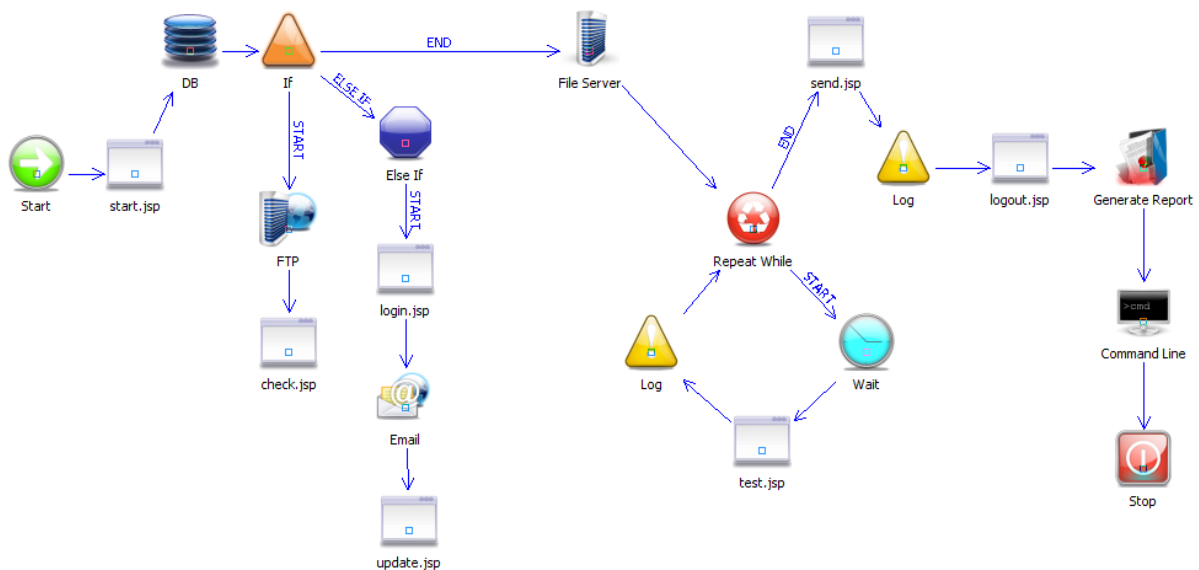 DB
If
END
File Server
send.jsp
ELSE IF
START
Else If
END
Start
start.jsp
START
Log
logout.jsp
Generate Report
FTP
Repeat While
START
login.jsp
>cmd
check.jsp
Log
Wait
Command Line
@
Email
test.jsp
Stop
update.jsp